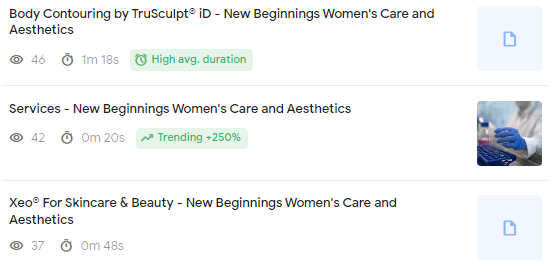 Body Contouring by TruSculpt® iD - New Beginnings Women's Care and
Aesthetics
46 1m 18s High avg. duration
Services - New Beginnings Women's Care and Aesthetics
42 0m 20s Trending +250%
Xeo® For Skincare & Beauty - New Beginnings Women's Care and
Aesthetics
37 0m 48s